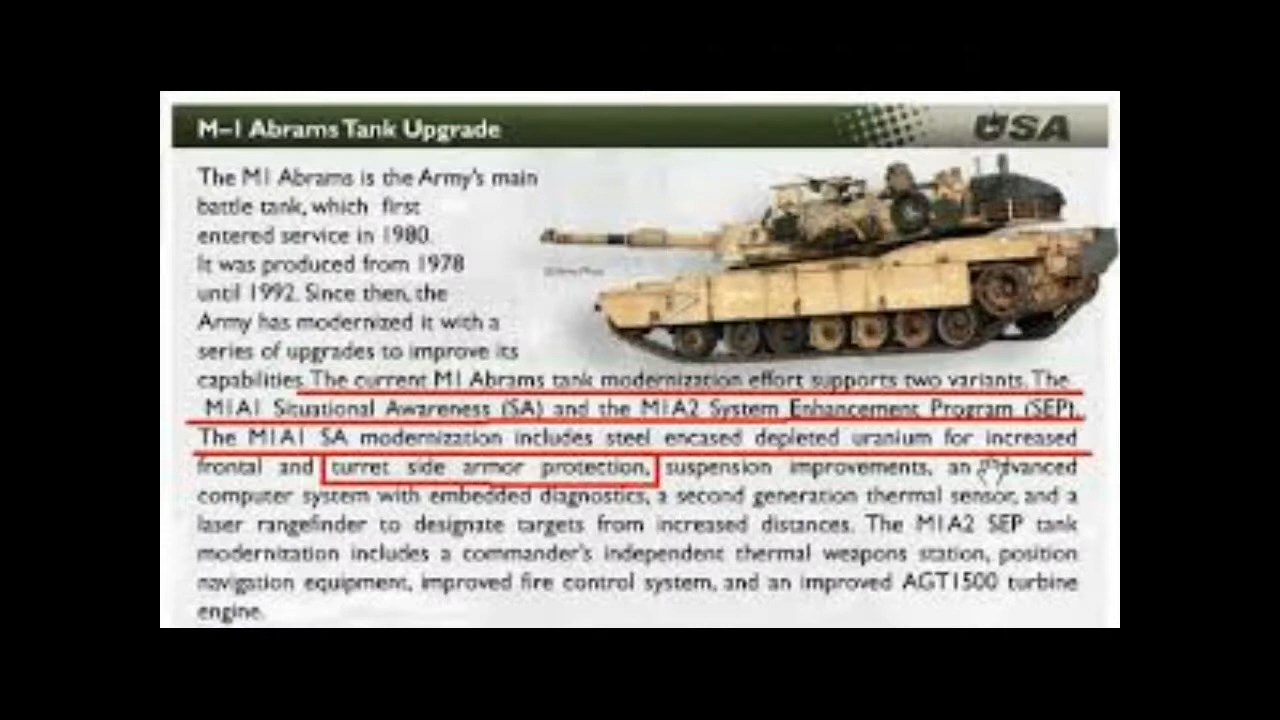 M-1 Abrams Tank Upgrade
USA
The M1 Abrams is the Army's main
battle tank, which first
entered service in 1980.
It was produced from 1978
until 1992. Since then, the
Army has modernized it with a
series of upgrades to improve its
capabilities. The current M1 Abrams tank modernization effort supports two variants. The
M1A1 Situational Awareness (SA) and the M1A2 System Enhancement Program (SEP).
The M1A1 SA modernization includes steel encased depleted uranium for increased
frontal and turret side armor protection, suspension improvements, an advanced
computer system with embedded diagnostics, a second generation thermal sensor, and a
laser rangefinder to designate targets from increased distances. The M1A2 SEP tank
modernization includes a commander's independent thermal weapons station, position
navigation equipment, improved fire control system, and an improved AGT1500 turbine
engine.